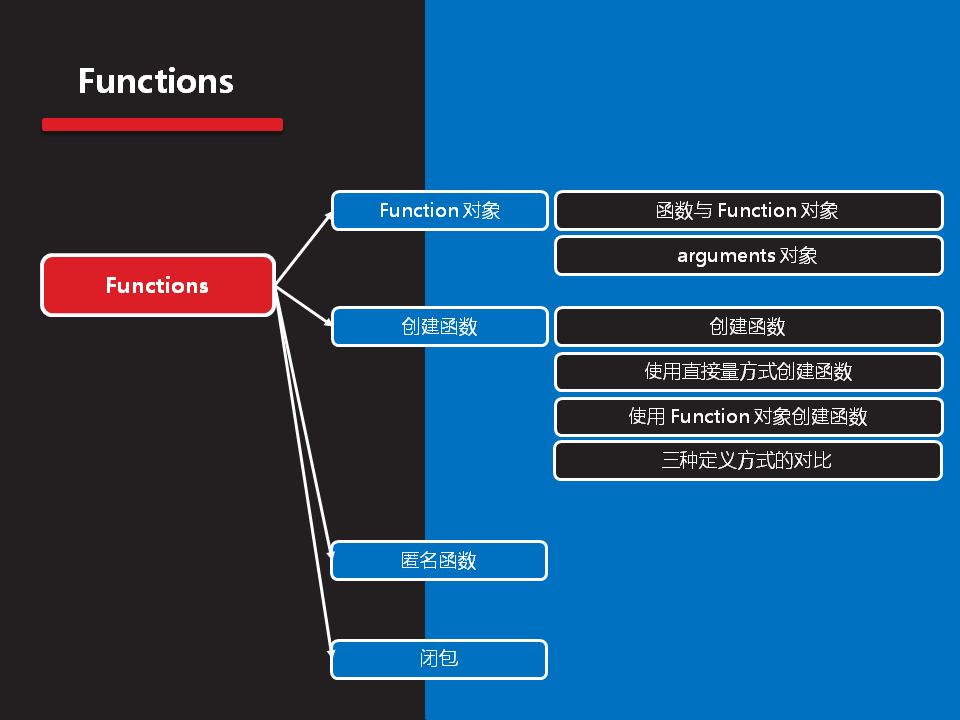 Functions
Functions
Function 对象
函数与 Function 对象
arguments 对象
创建函数
创建函数
使用直接量方式创建函数
使用 Function 对象创建函数
三种定义方式的对比
匿名函数
闭包